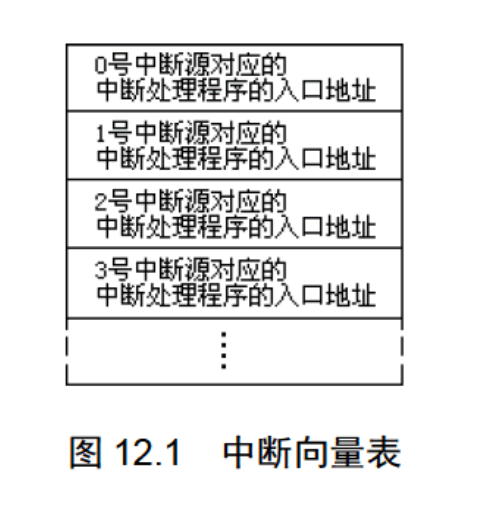 0号中断源对应的
中断处理程序的入口地址
1号中断源对应的
中断处理程序的入口地址
2号中断源对应的
中断处理程序的入口地址
3号中断源对应的
中断处理程序的入口地址
⋮
图 12.1 中断向量表